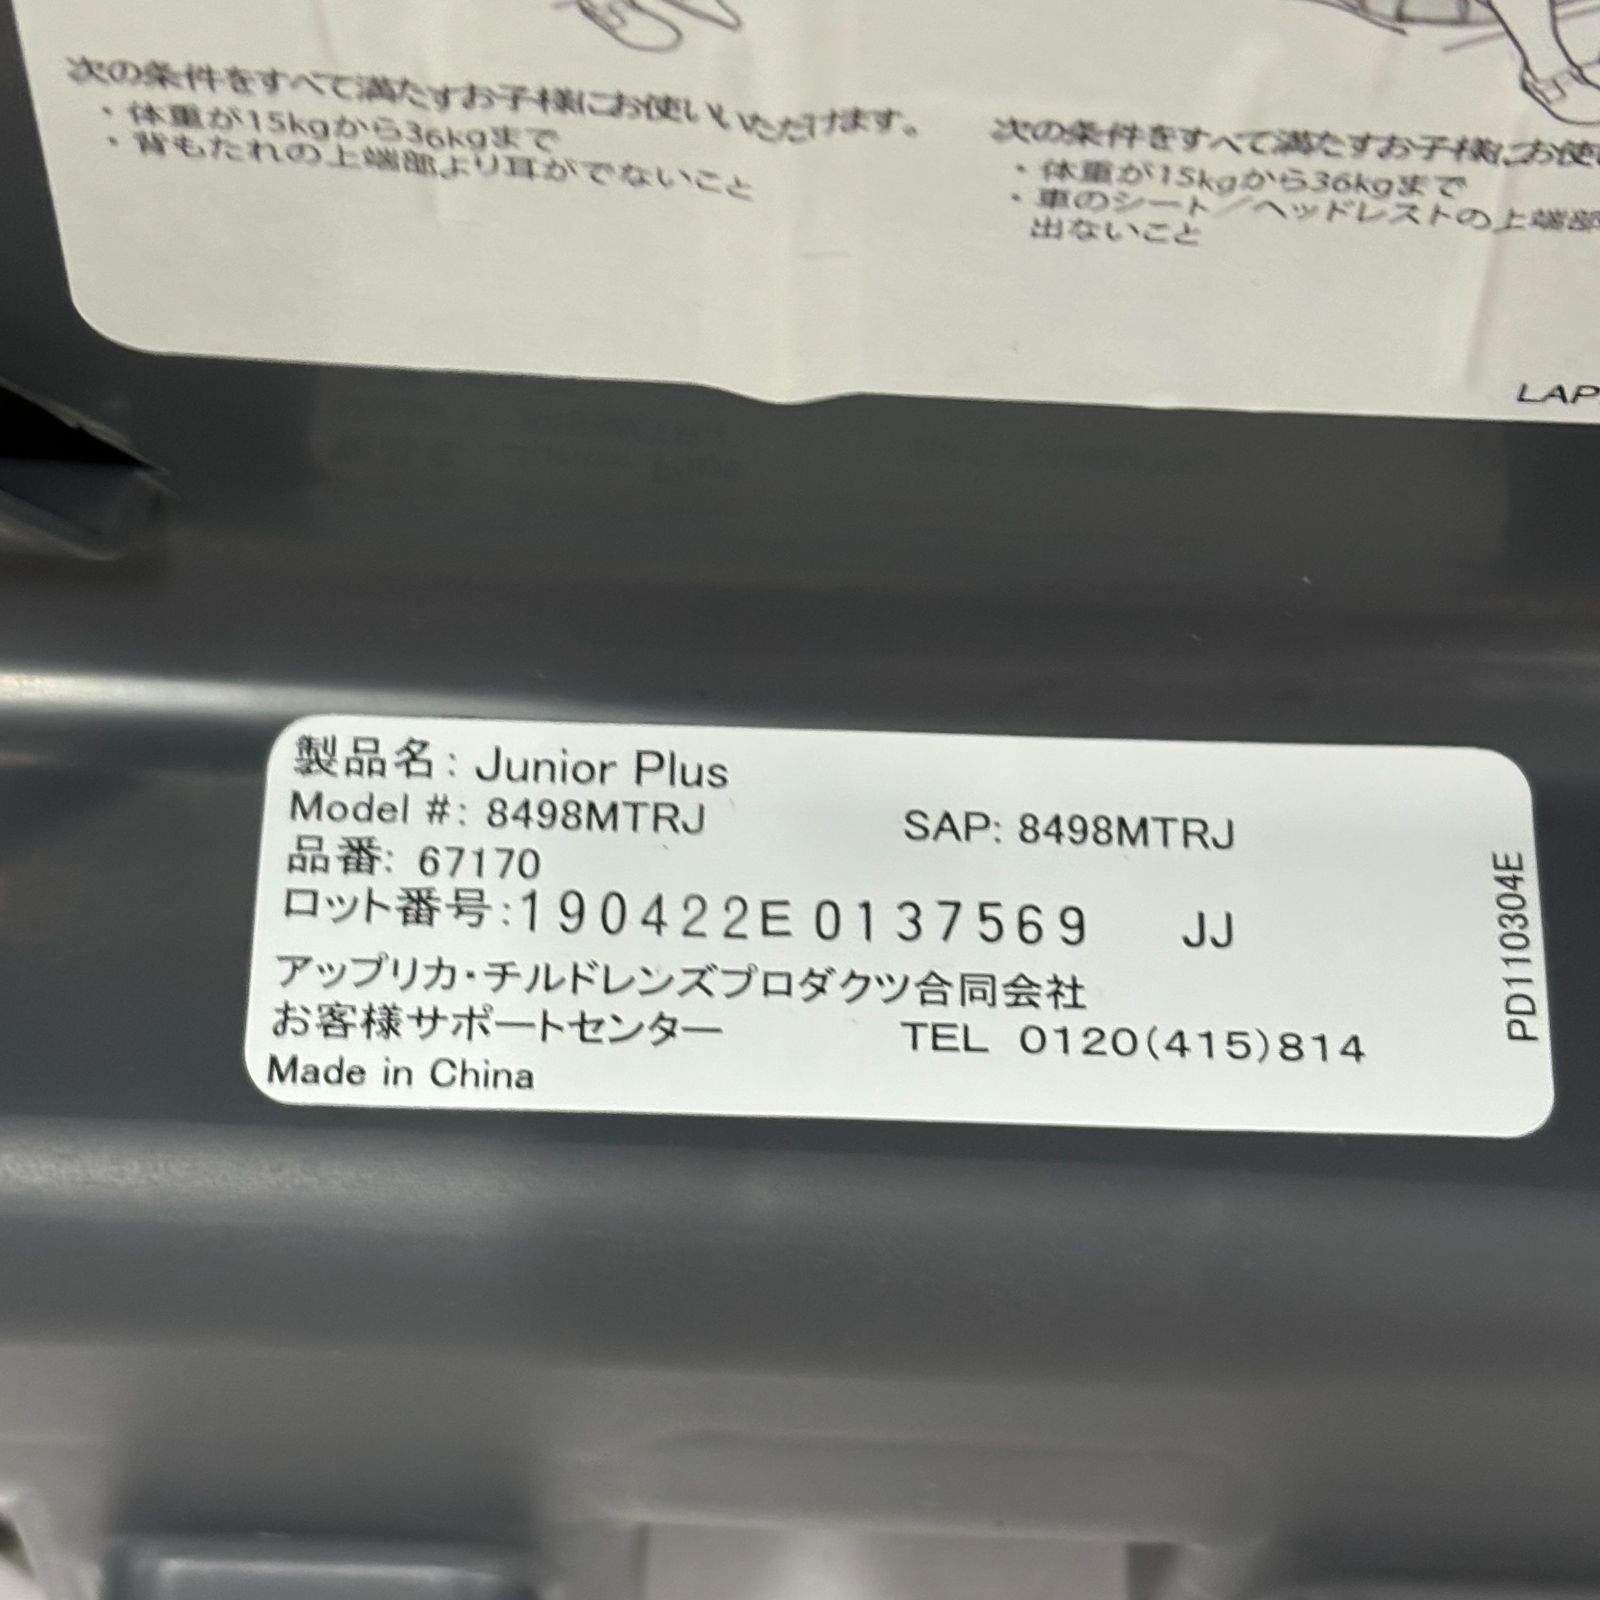 次の条件をすべて満たすお子様にお使いいただけます。
・体重が15kgから36kgまで
・背もたれの上端部より耳がでないこと
次の条件をすべて満たすお子様にお使い
・体重が15kgから36kgまで
・車のシート／ヘッドレストの上端部
出ないこと
LAP
製品名: Junior Plus
Model #: 8498MTRJ SAP: 8498MTRJ
品番: 67170
ロット番号:190422E0137569 JJ
アップリカ・チルドレンズプロダクツ合同会社
お客様サポートセンター TEL 0120(415)814
Made in China
PD110304E